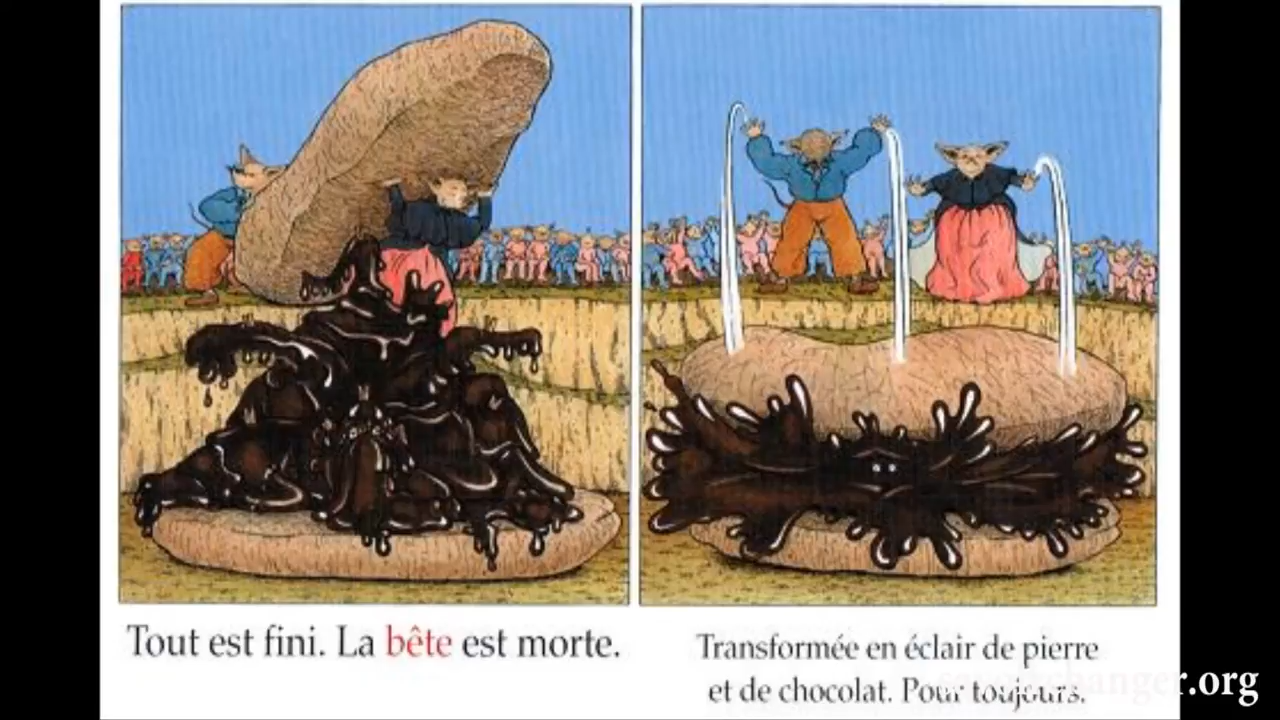 Tout est fini. La bête est morte.
Transformée en éclair de pierre
et de chocolat. Pour toujours.
.org